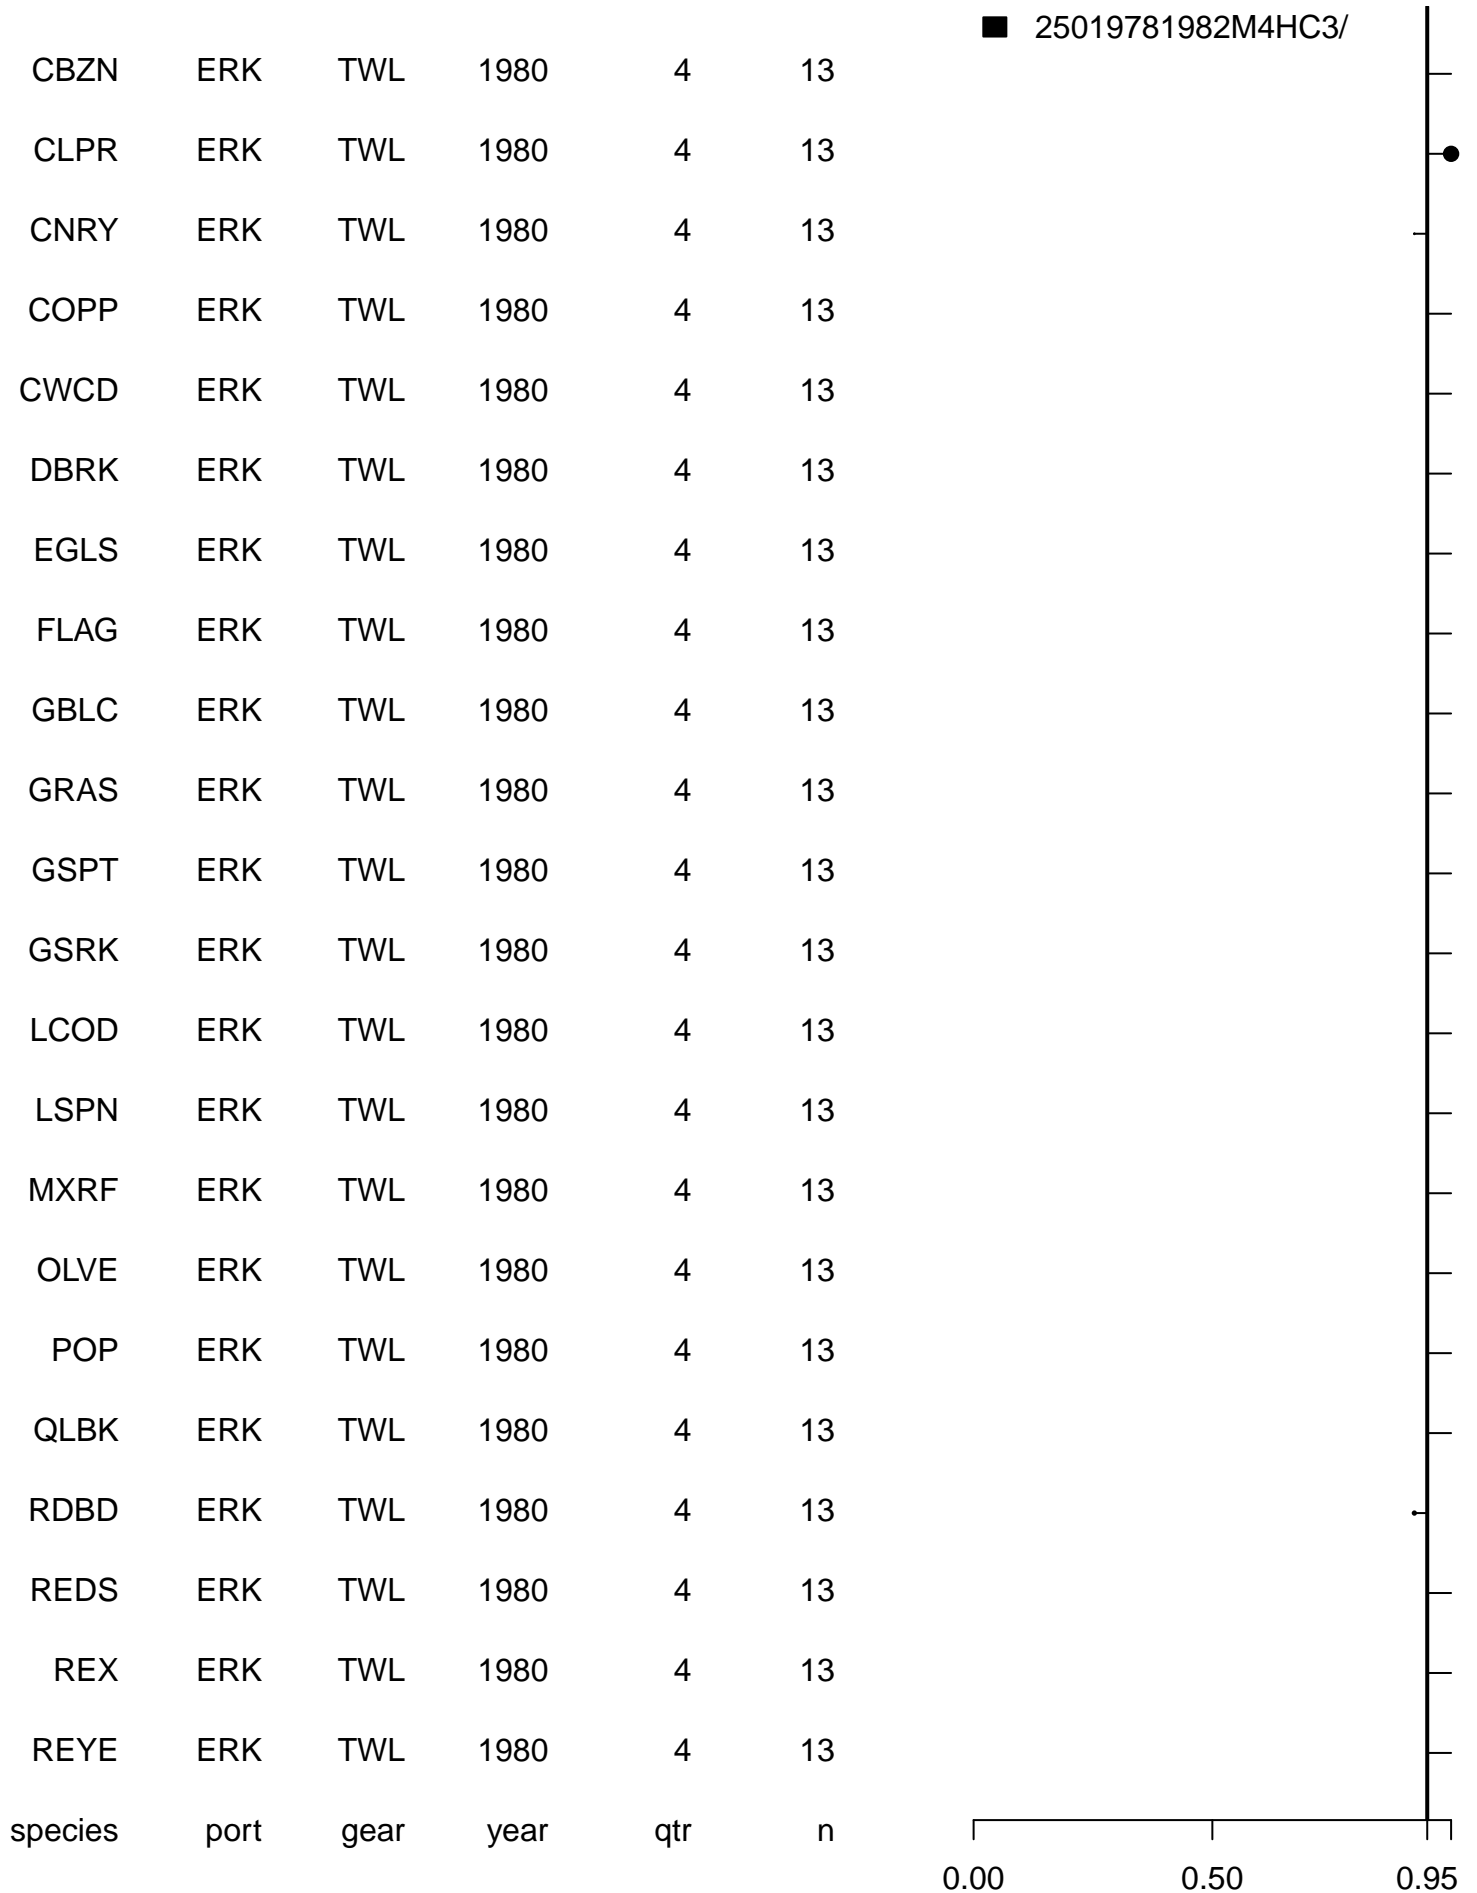 25019781982M4HC3/
CBZN ERK TWL 1980 4 13
CLPR ERK TWL 1980 4 13
CNRY ERK TWL 1980 4 13
COPP ERK TWL 1980 4 13
CWCD ERK TWL 1980 4 13
DBRK ERK TWL 1980 4 13
EGLS ERK TWL 1980 4 13
FLAG ERK TWL 1980 4 13
GBLC ERK TWL 1980 4 13
GRAS ERK TWL 1980 4 13
GSPT ERK TWL 1980 4 13
GSRK ERK TWL 1980 4 13
LCOD ERK TWL 1980 4 13
LSPN ERK TWL 1980 4 13
MXRF ERK TWL 1980 4 13
OLVE ERK TWL 1980 4 13
POP ERK TWL 1980 4 13
QLBK ERK TWL 1980 4 13
RDBD ERK TWL 1980 4 13
REDS ERK TWL 1980 4 13
REX ERK TWL 1980 4 13
REYE ERK TWL 1980 4 13
species port gear year qtr n
0.00 0.50 0.95